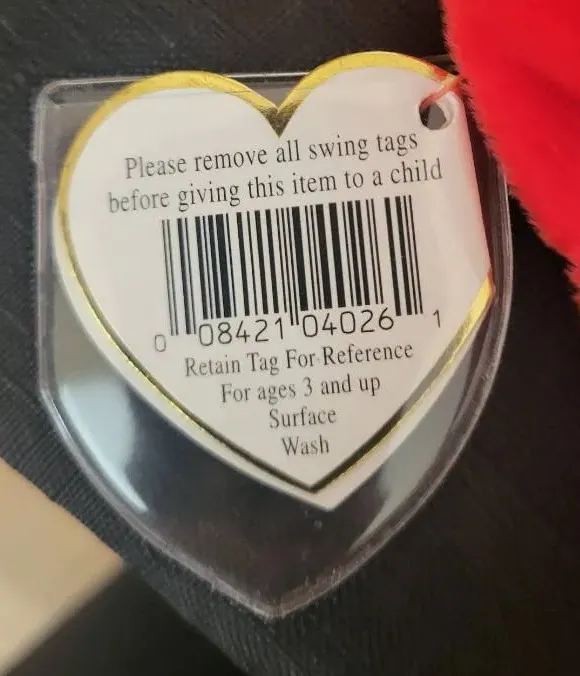 Please remove all swing tags
before giving this item to a child
0 08421 04026 1
Retain Tag For Reference
For ages 3 and up
Surface
Wash